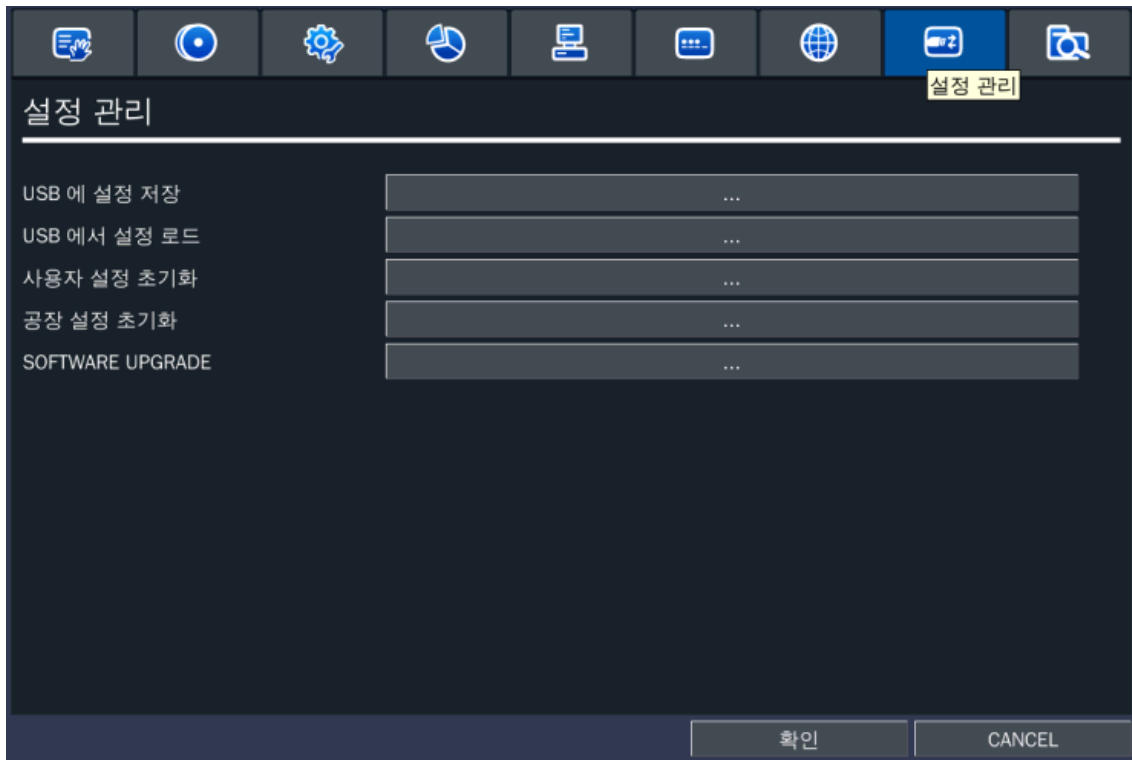 설정 관리
설정 관리
USB 에 설정 저장
...
USB 에서 설정 로드
...
사용자 설정 초기화
...
공장 설정 초기화
...
SOFTWARE UPGRADE
...
확인
CANCEL